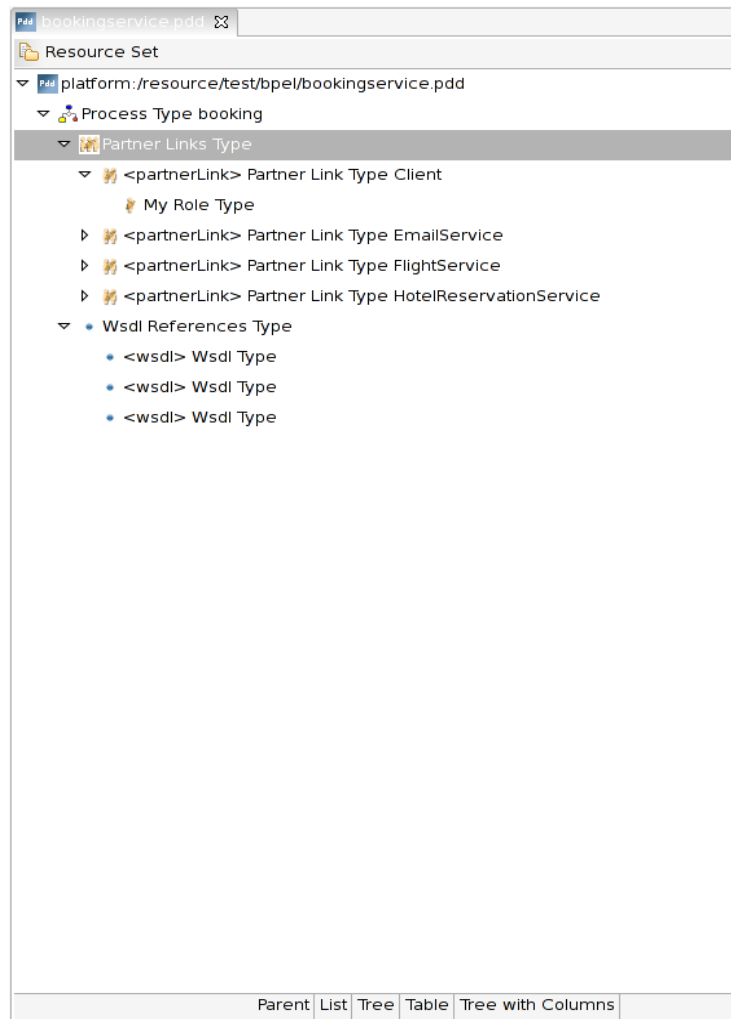 Pdd bookingservice.pdd
Resource Set
Pdd platform:/resource/test/bpel/bookingservice.pdd
Process Type booking
Partner Links Type
<partnerLink> Partner Link Type Client
My Role Type
<partnerLink> Partner Link Type EmailService
<partnerLink> Partner Link Type FlightService
<partnerLink> Partner Link Type HotelReservationService
Wsdl References Type
<wsdl> Wsdl Type
<wsdl> Wsdl Type
<wsdl> Wsdl Type
Parent List Tree Table Tree with Columns